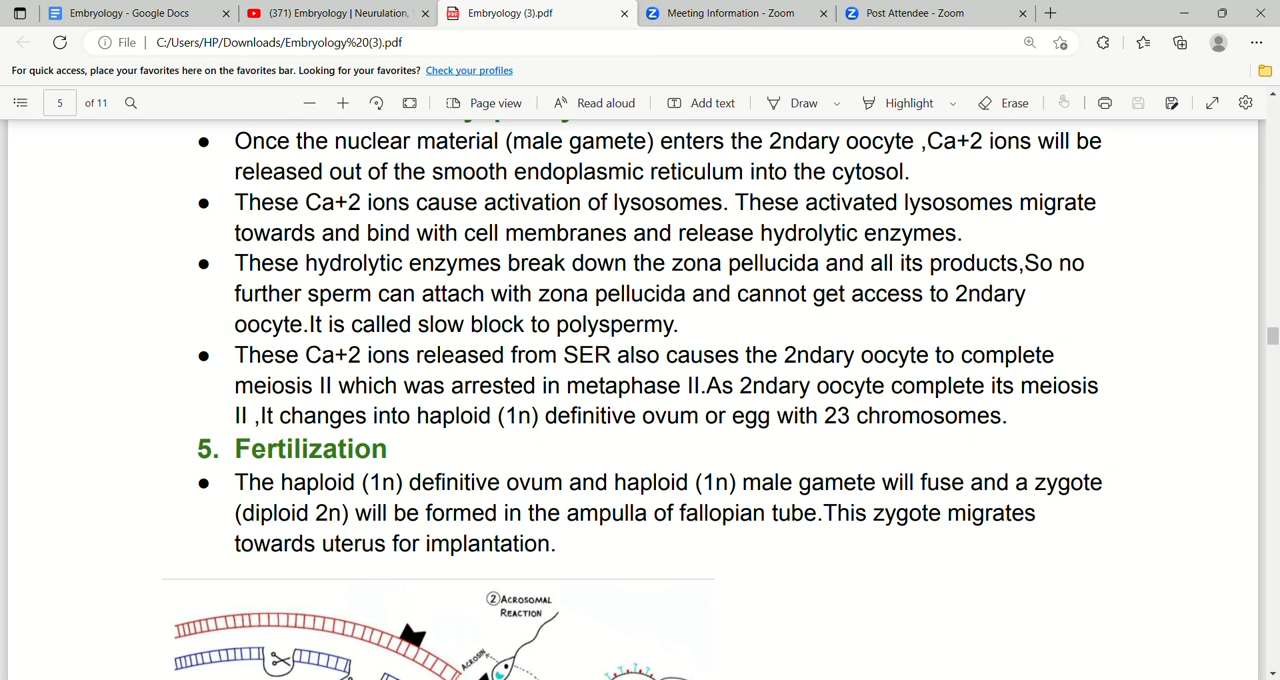 Embryology - Google Docs
(371) Embryology | Neurulation,
Embryology (3).pdf
Meeting Information - Zoom
Post Attendee - Zoom
File
C:/Users/HP/Downloads/Embryology%20(3).pdf
For quick access, place your favorites here on the favorites bar. Looking for your favorites? Check your profiles
5 of 11
Page view
Read aloud
Add text
Draw
Highlight
Erase
● Once the nuclear material (male gamete) enters the 2ndary oocyte ,Ca+2 ions will be
released out of the smooth endoplasmic reticulum into the cytosol.
● These Ca+2 ions cause activation of lysosomes. These activated lysosomes migrate
towards and bind with cell membranes and release hydrolytic enzymes.
● These hydrolytic enzymes break down the zona pellucida and all its products,So no
further sperm can attach with zona pellucida and cannot get access to 2ndary
oocyte.It is called slow block to polyspermy.
● These Ca+2 ions released from SER also causes the 2ndary oocyte to complete
meiosis II which was arrested in metaphase II.As 2ndary oocyte complete its meiosis
II ,It changes into haploid (1n) definitive ovum or egg with 23 chromosomes.
5. Fertilization
● The haploid (1n) definitive ovum and haploid (1n) male gamete will fuse and a zygote
(diploid 2n) will be formed in the ampulla of fallopian tube.This zygote migrates
towards uterus for implantation.
② ACROSOMAL
REACTION
ACROSIN